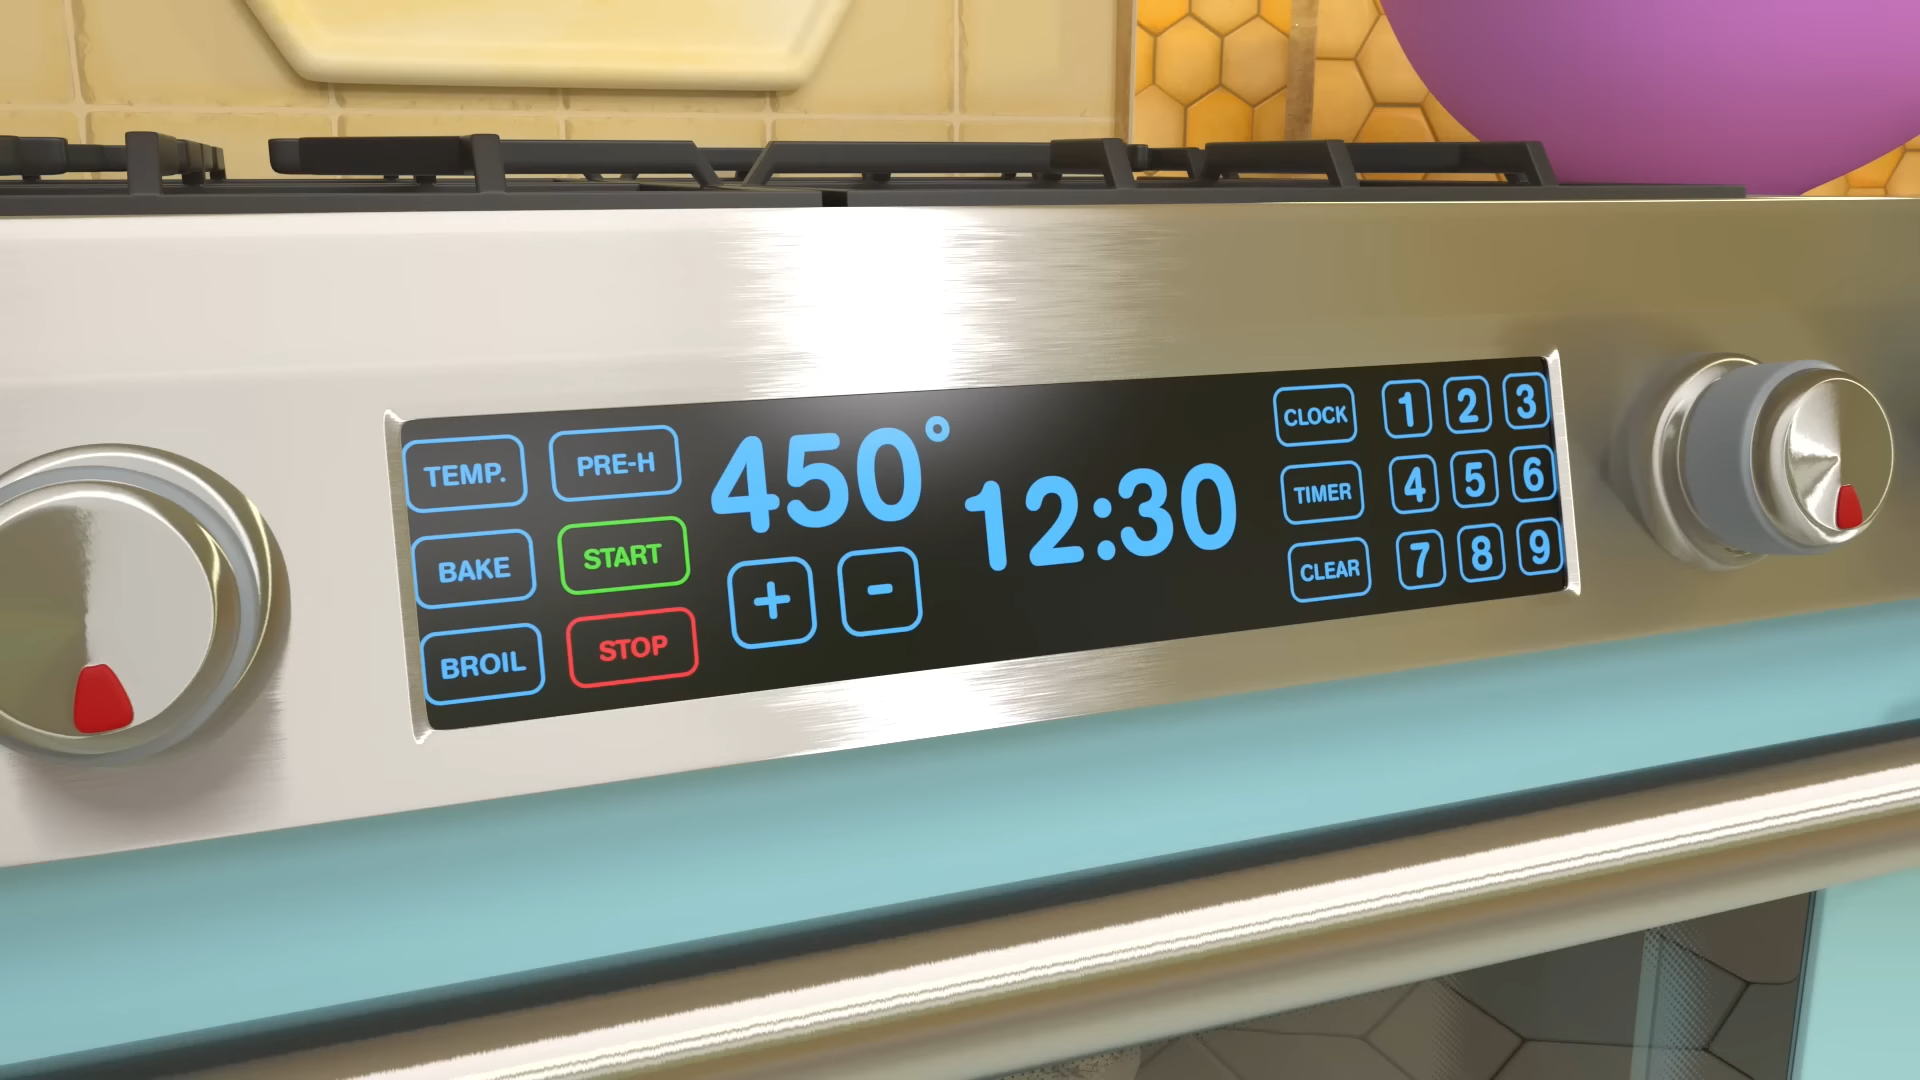 TEMP.
PRE-H
BAKE
START
BROIL
STOP
450°
+
-
12:30
CLOCK
1 2 3
TIMER
4 5 6
CLEAR
7 8 9